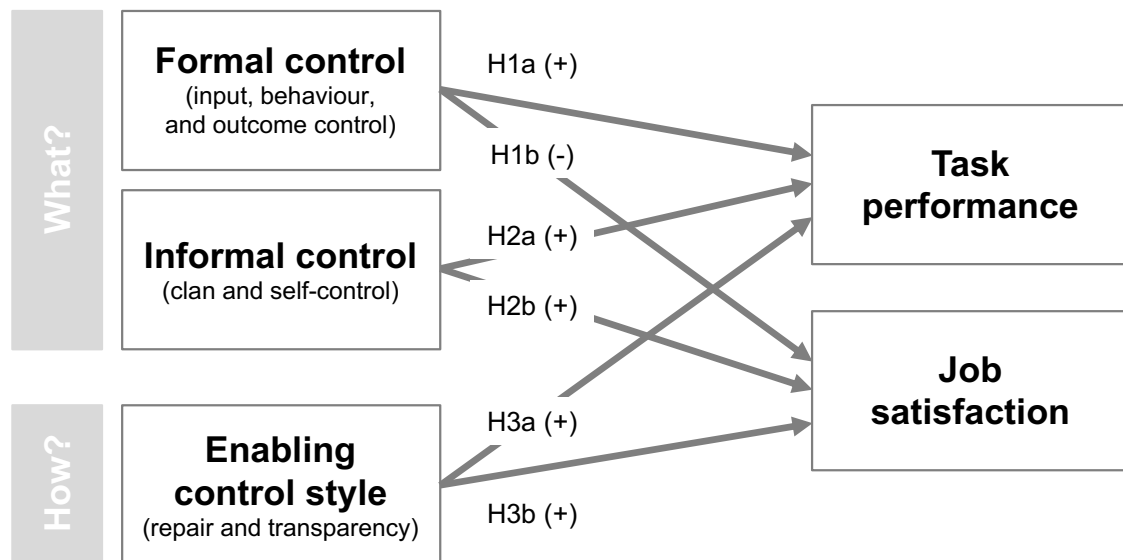 What?
Formal control
(input, behaviour,
and outcome control)
Informal control
(clan and self-control)
How?
Enabling
control style
(repair and transparency)
H1a (+)
H1b (-)
H2a (+)
H2b (+)
H3a (+)
H3b (+)
Task
performance
Job
satisfaction